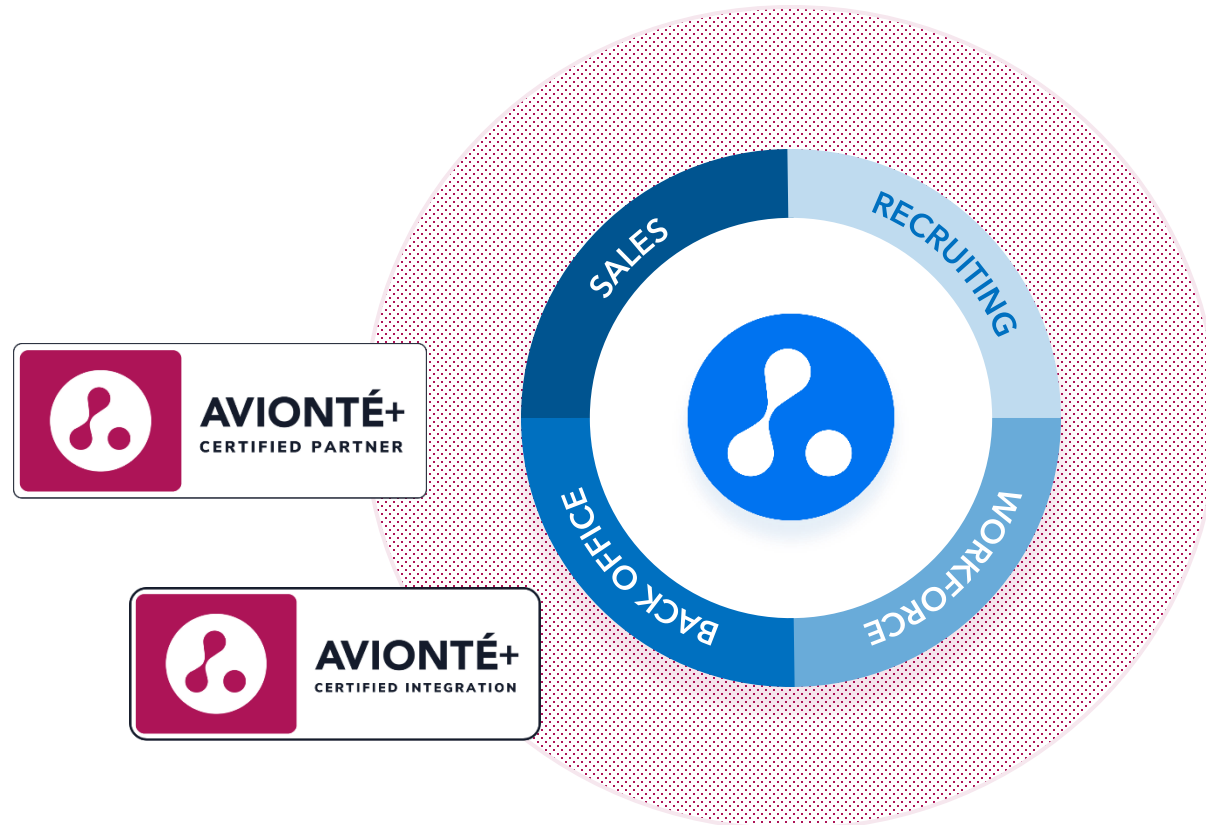 SALES
RECRUITING
AVIONTÉ+
CERTIFIED PARTNER
BACK OFFICE
WORKFORCE
AVIONTÉ+
CERTIFIED INTEGRATION